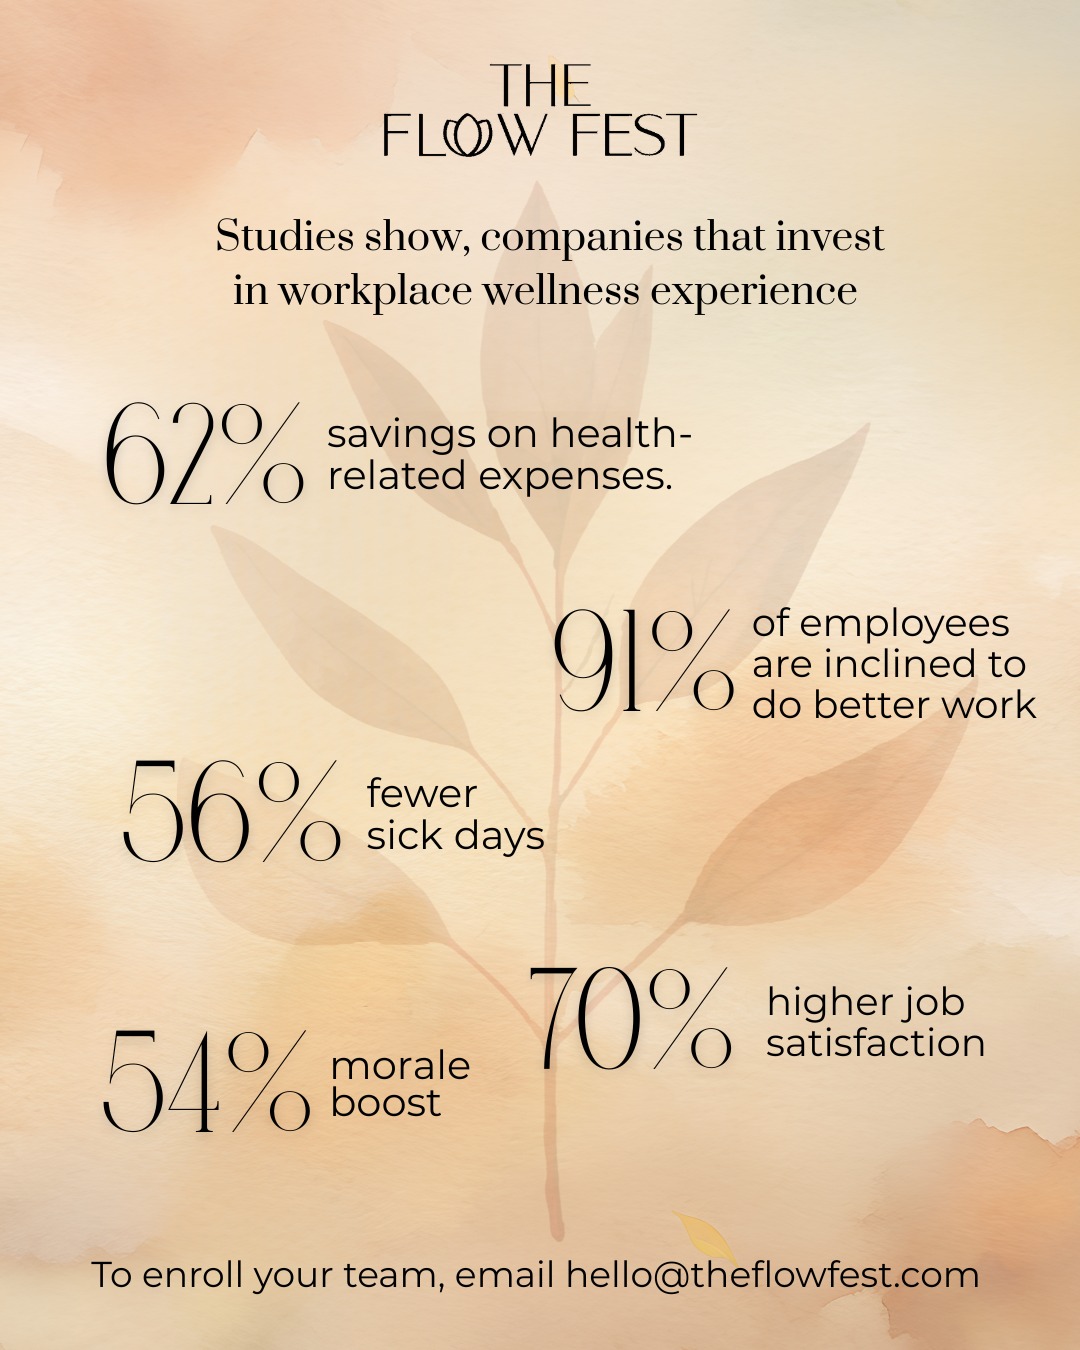 THE
FLOW FEST
Studies show, companies that invest
in workplace wellness experience
62% savings on health-
related expenses.
91% of employees
are inclined to
do better work
56% fewer
sick days
70% higher job
satisfaction
54% morale
boost
To enroll your team, email hello@theflowfest.com